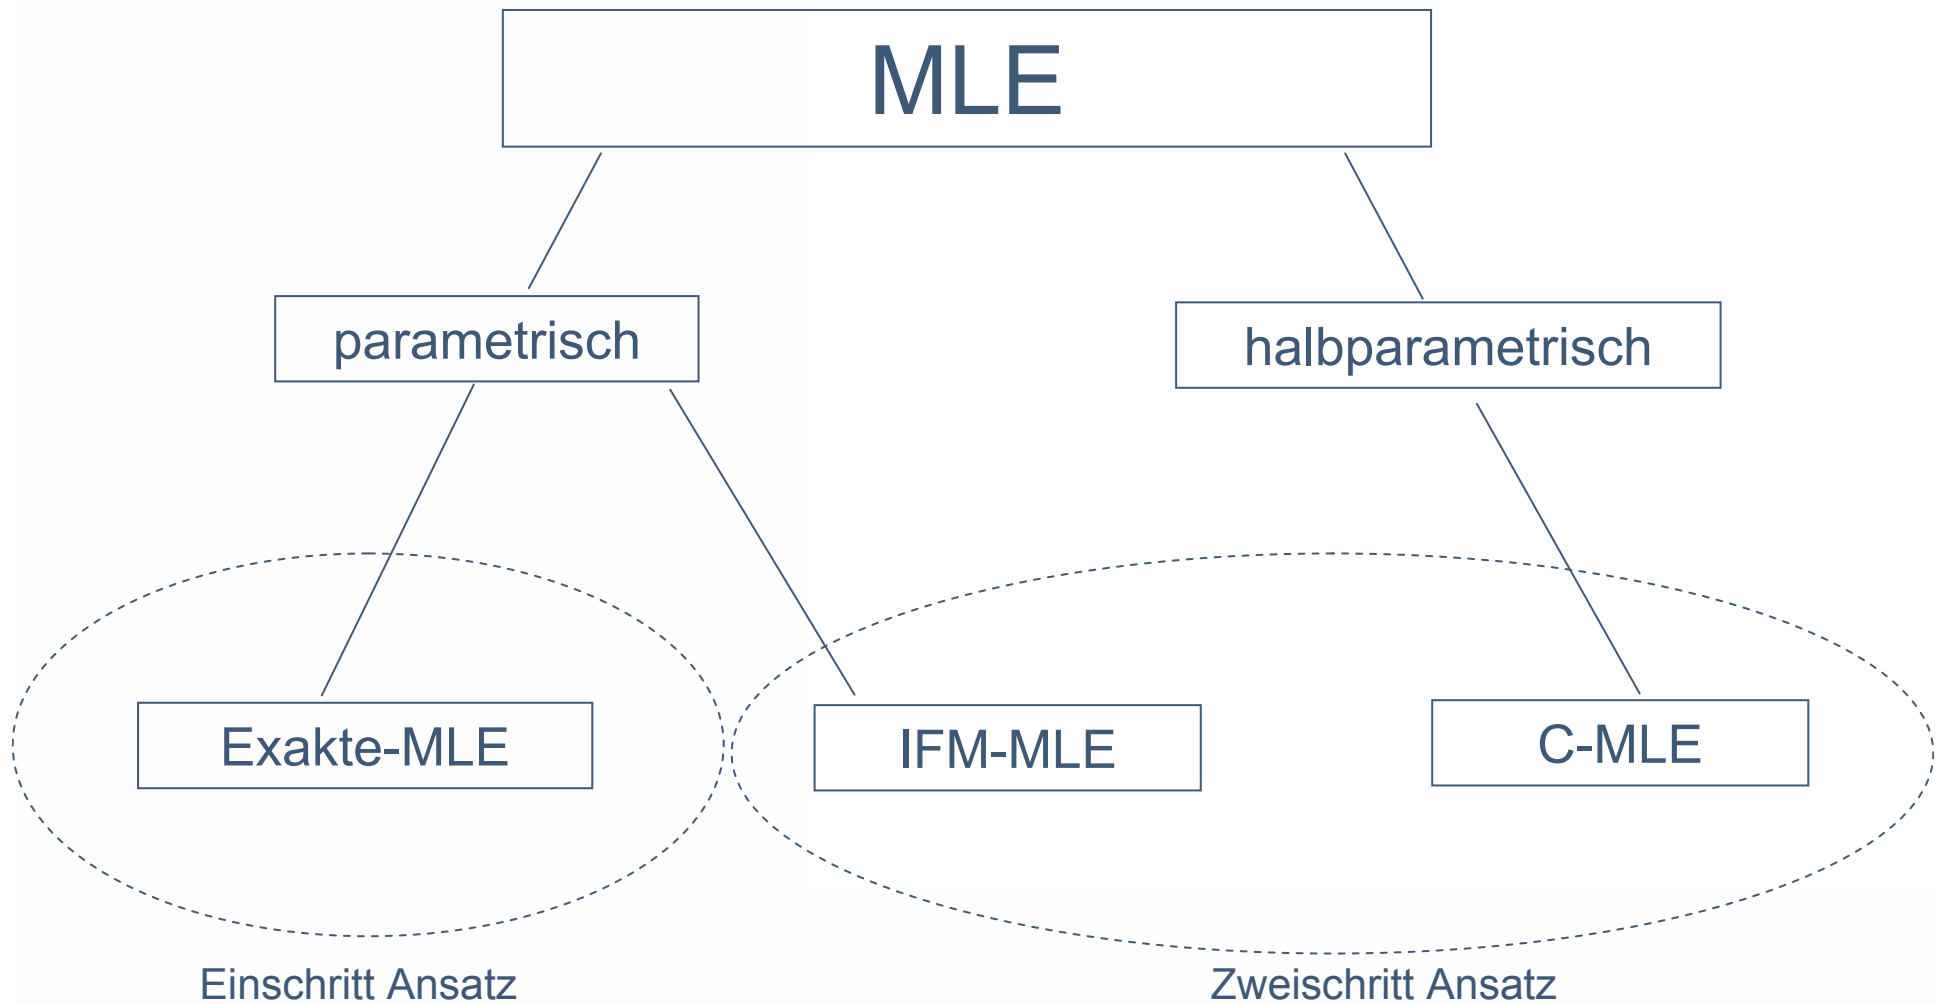 MLE
parametrisch
halbparametrisch
Exakte-MLE
IFM-MLE
C-MLE
Einschritt Ansatz
Zweischritt Ansatz